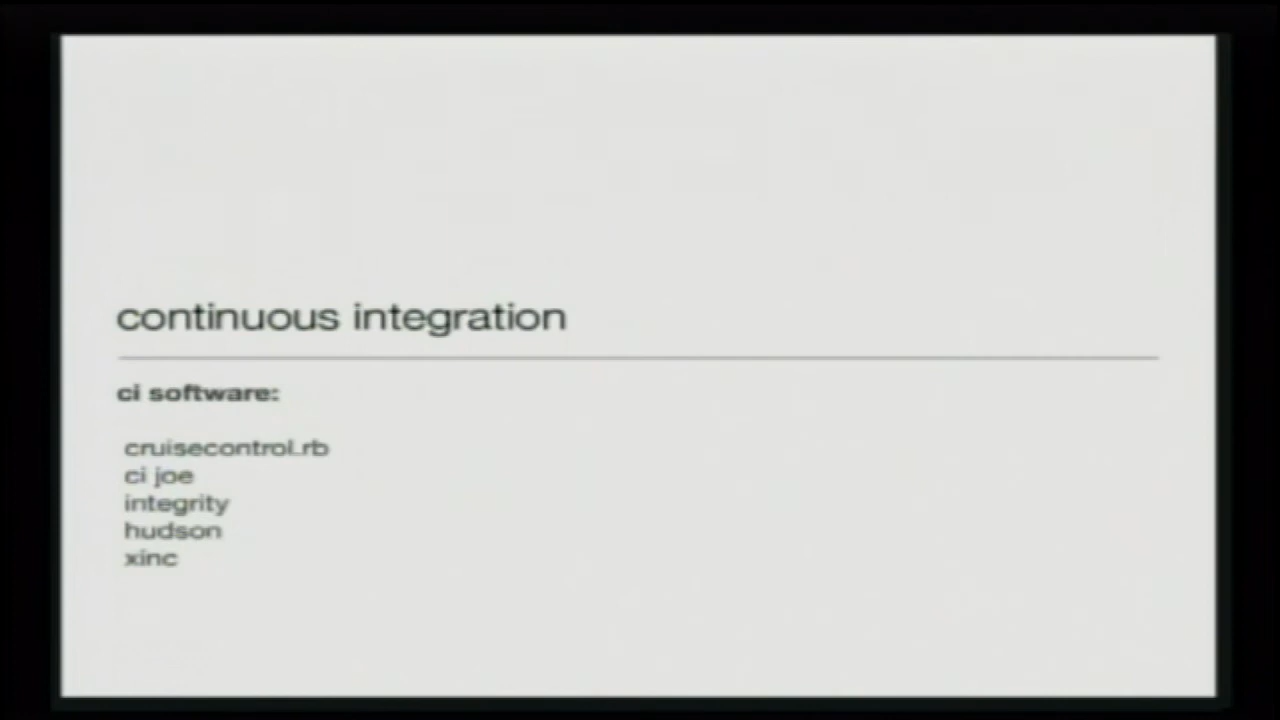 continuous integration
ci software:
cruisecontrol.rb
ci joe
integrity
hudson
xinc